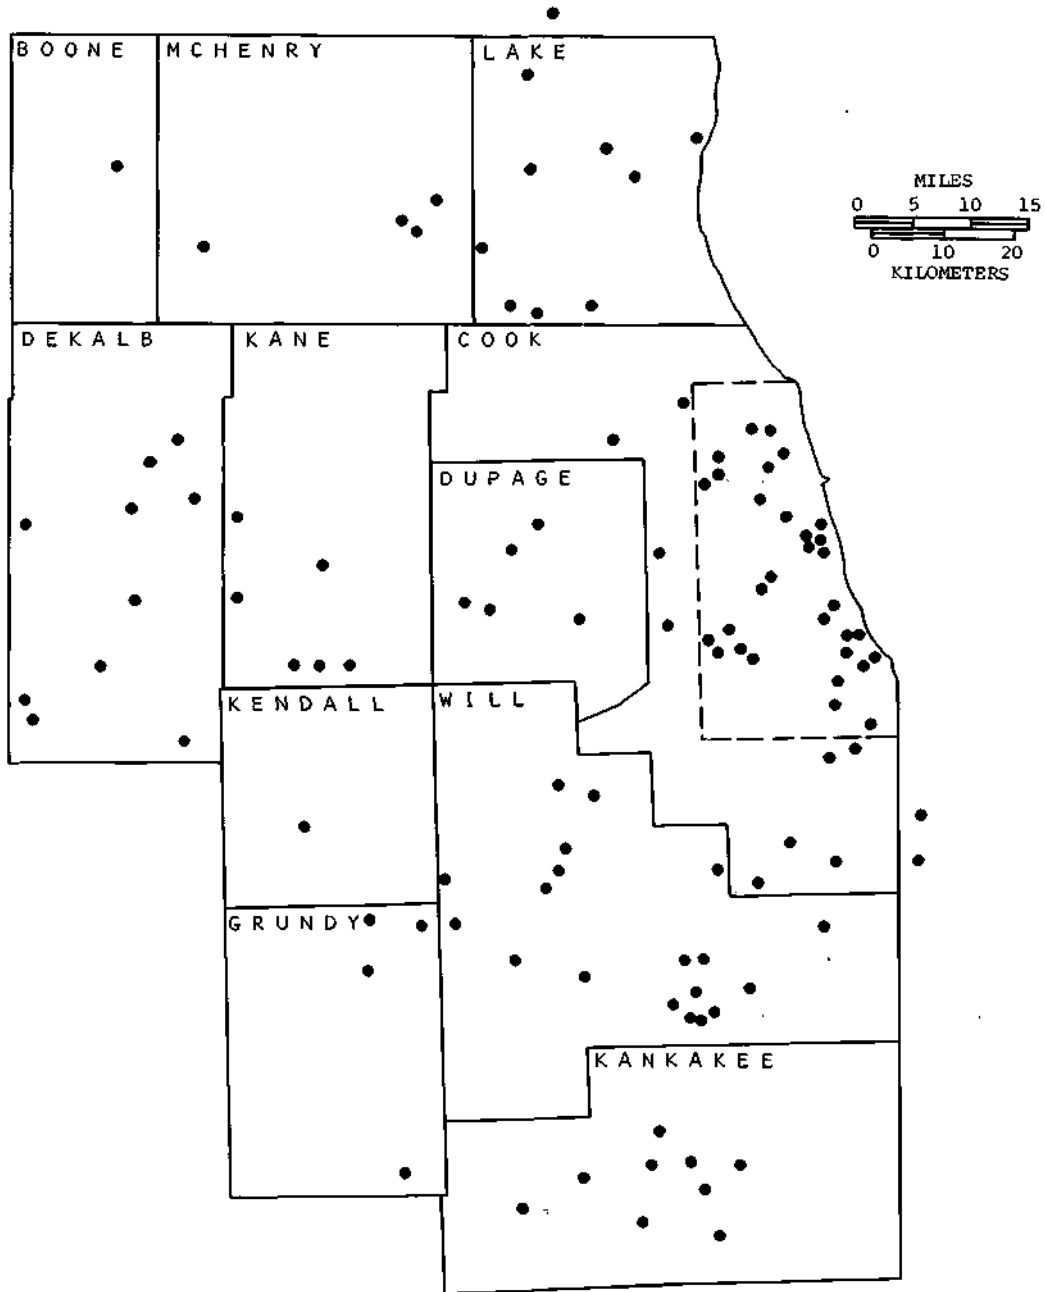 BOONE
MCHENRY
LAKE
MILES
0 5 10 15
0 10 20
KILOMETERS
DEKALB
KANE
COOK
DUPAGE
KENDALL
WILL
GRUNDY
KANKAKEE